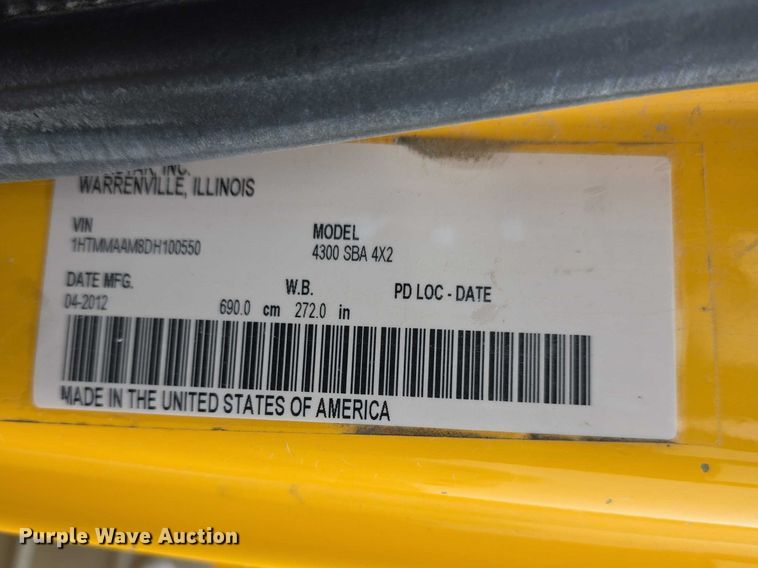 INC.
WARRENVILLE, ILLINOIS
VIN
1HTMMAAM8DH100550
MODEL
4300 SBA 4X2
DATE MFG.
04-2012
W.B.
690.0 cm 272.0 in
PD LOC - DATE
MADE IN THE UNITED STATES OF AMERICA
Purple Wave Auction